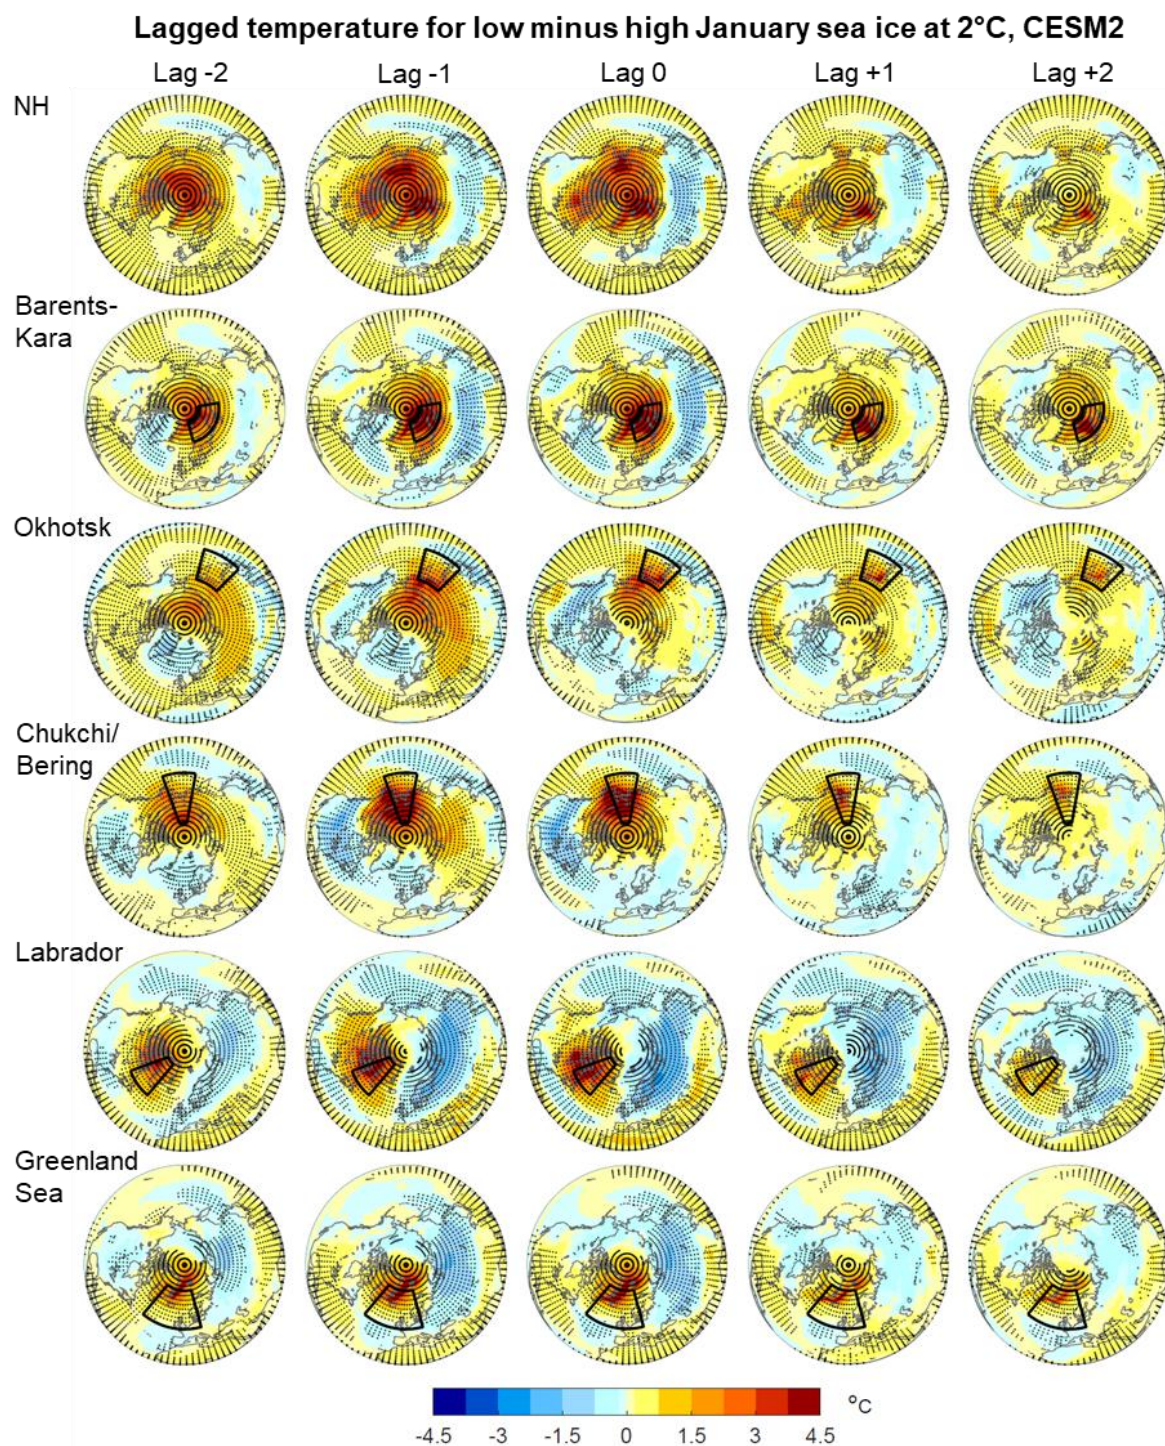 Lagged temperature for low minus high January sea ice at 2°C, CESM2
Lag -2 Lag -1 Lag 0 Lag +1 Lag +2
NH
Barents-
Kara
Okhotsk
Chukchi/
Bering
Labrador
Greenland
Sea
°C
-4.5 -3 -1.5 0 1.5 3 4.5